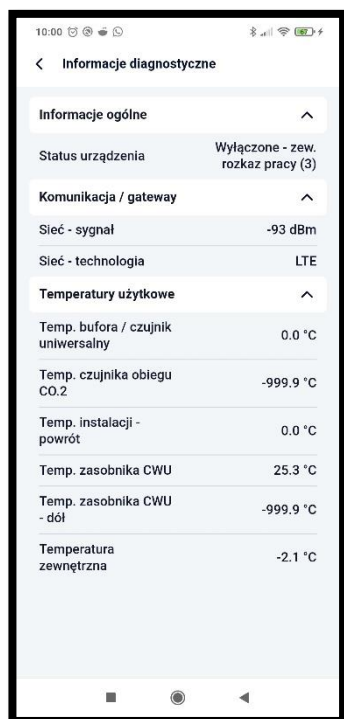 10:00
67
Informacje diagnostyczne
Informacje ogólne
Status urządzenia
Wyłączone - zew.
rozkaz pracy (3)
Komunikacja / gateway
Sieć - sygnał
-93 dBm
Sieć - technologia
LTE
Temperatury użytkowe
Temp. bufora / czujnik
uniwersalny
0.0 °C
Temp. czujnika obiegu
CO.2
-999.9 °C
Temp. instalacji -
powrót
0.0 °C
Temp. zasobnika CWU
25.3 °C
Temp. zasobnika CWU
- dół
-999.9 °C
Temperatura
zewnętrzna
-2.1 °C